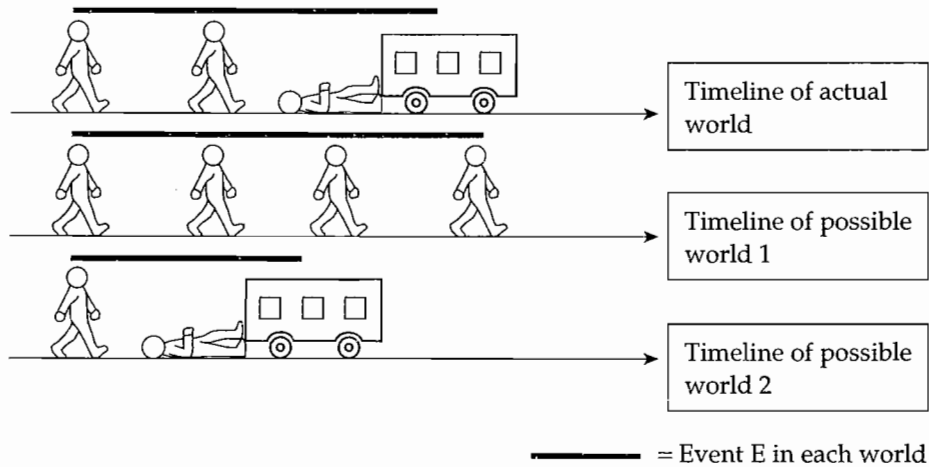 Timeline of actual
world
Timeline of possible
world 1
Timeline of possible
world 2
= Event E in each world